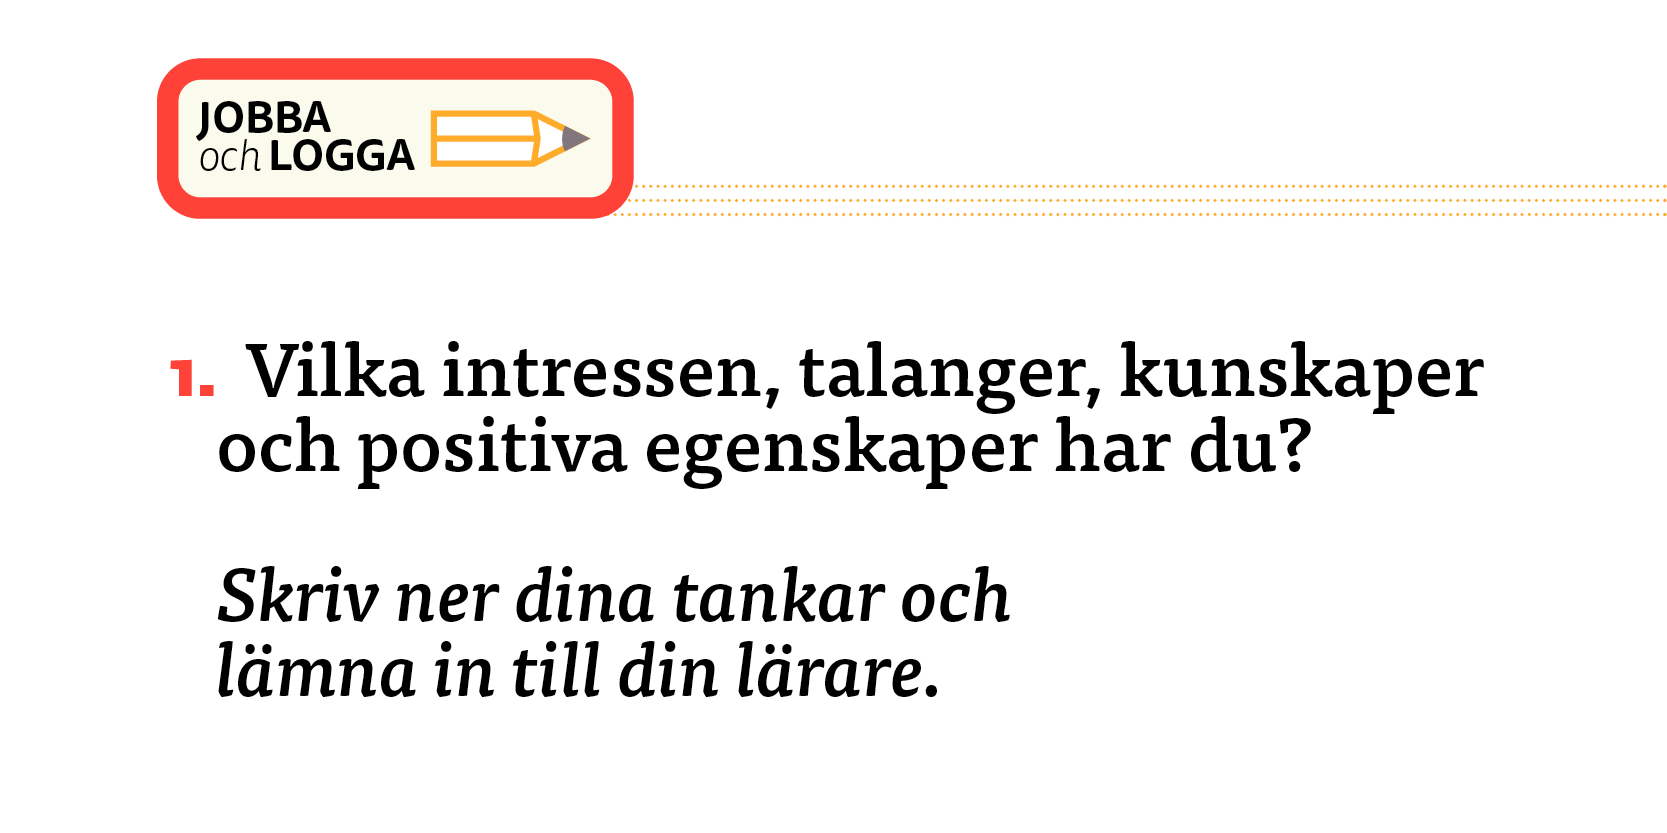 JOBBA
och LOGGA
1. Vilka intressen, talanger, kunskaper
och positiva egenskaper har du?
Skriv ner dina tankar och
lämna in till din lärare.